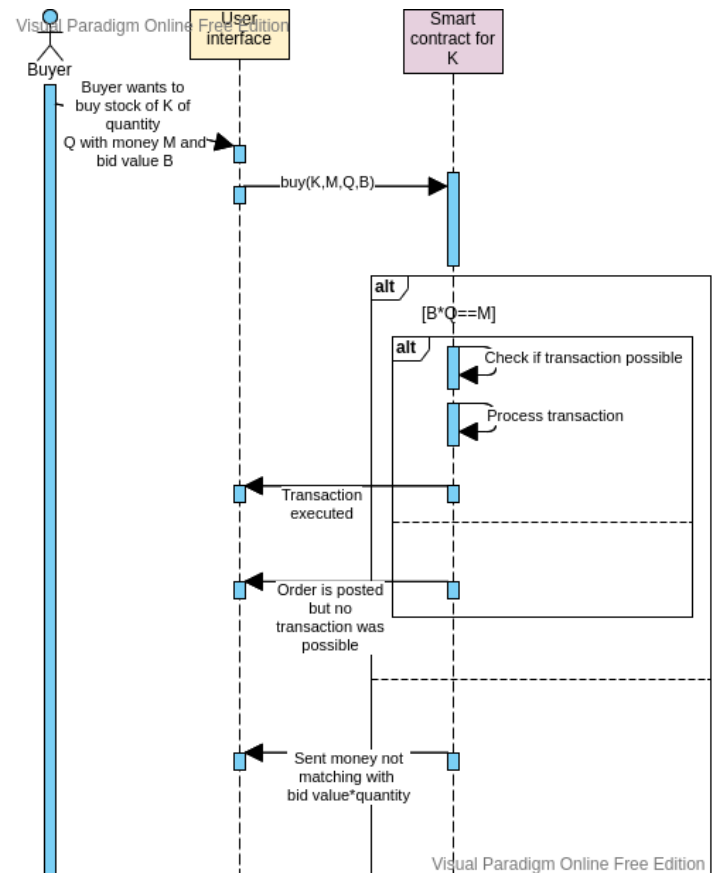 Visual Paradigm Online Free Edition
User
interface
Smart
contract for
K
Buyer
Buyer wants to
buy stock of K of
quantity
Q with money M and
bid value B
buy(K,M,Q,B)
alt
[B*Q==M]
alt
Check if transaction possible
Process transaction
Transaction
executed
Order is posted
but no
transaction was
possible
Sent money not
matching with
bid value*quantity
Visual Paradigm Online Free Edition